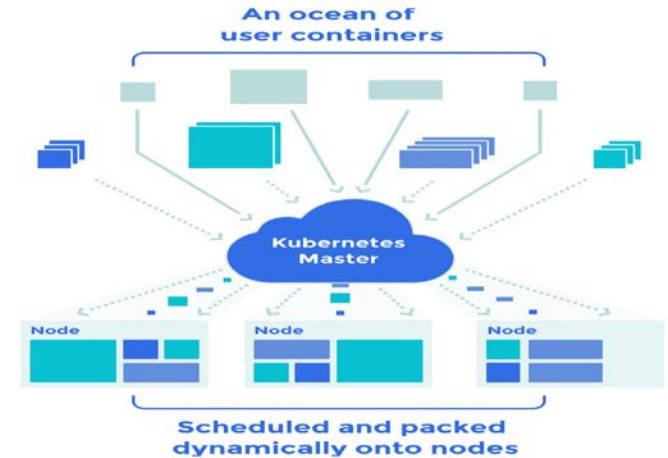 An ocean of
user containers
Kubernetes
Master
Node
Node
Node
Scheduled and packed
dynamically onto nodes